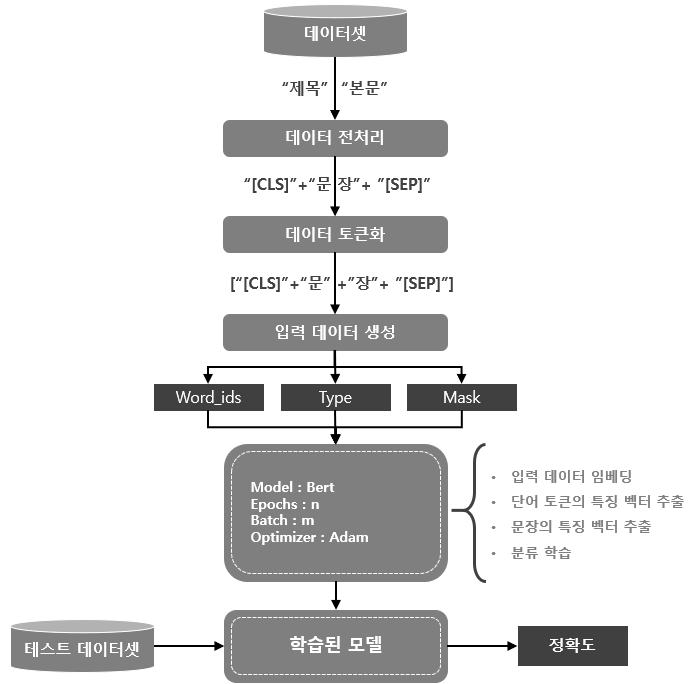 데이터셋
“제목” “본문”
데이터 전처리
“[CLS]”+“문 장”+ ”[SEP]”
데이터 토큰화
[“[CLS]”+“문” +”장”+ ”[SEP]”]
입력 데이터 생성
Word_ids Type Mask
Model : Bert
Epochs : n
Batch : m
Optimizer : Adam
• 입력 데이터 임베딩
• 단어 토큰의 특징 벡터 추출
• 문장의 특징 벡터 추출
• 분류 학습
테스트 데이터셋 학습된 모델 정확도